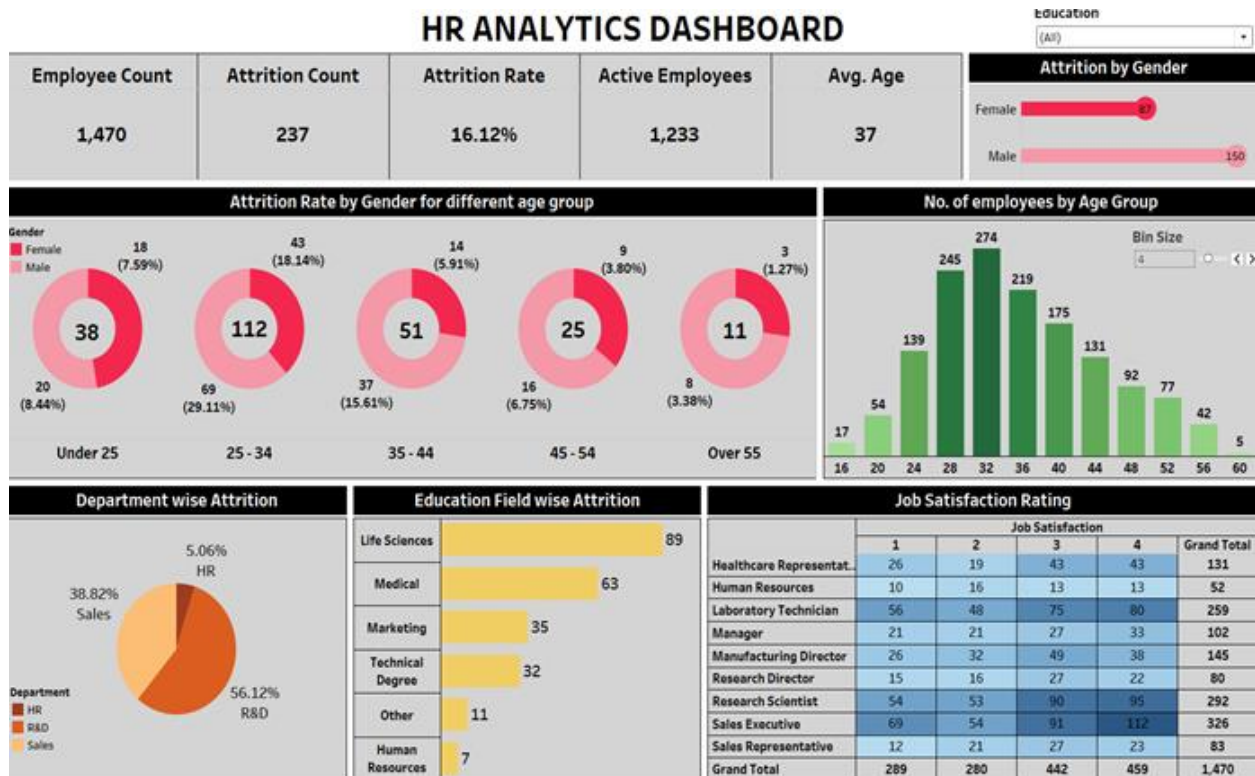 HR ANALYTICS DASHBOARD
Education
(All)
Employee Count
1,470
Attrition Count
237
Attrition Rate
16.12%
Active Employees
1,233
Avg. Age
37
Attrition by Gender
Female 87
Male 150
Attrition Rate by Gender for different age group
Gender
Female
Male
18
(7.59%)
38
20
(8.44%)
Under 25
43
(18.14%)
112
69
(29.11%)
25 - 34
14
(5.91%)
51
37
(15.61%)
35 - 44
9
(3.80%)
25
16
(6.75%)
45 - 54
3
(1.27%)
11
8
(3.38%)
Over 55
No. of employees by Age Group
Bin Size
4
17 54 139 245 274 219 175 131 92 77 42 5
16 20 24 28 32 36 40 44 48 52 56 60
Department wise Attrition
5.06%
HR
38.82%
Sales
56.12%
R&D
Department
HR
R&D
Sales
Education Field wise Attrition
Life Sciences 89
Medical 63
Marketing 35
Technical
Degree 32
Other 11
Human
Resources 7
Job Satisfaction Rating
Job Satisfaction
1 2 3 4 Grand Total
Healthcare Representat.. 26 19 43 43 131
Human Resources 10 16 13 13 52
Laboratory Technician 56 48 75 80 259
Manager 21 21 27 33 102
Manufacturing Director 26 32 49 38 145
Research Director 15 16 27 22 80
Research Scientist 54 53 90 95 292
Sales Executive 69 54 91 112 326
Sales Representative 12 21 27 23 83
Grand Total 289 280 442 459 1,470